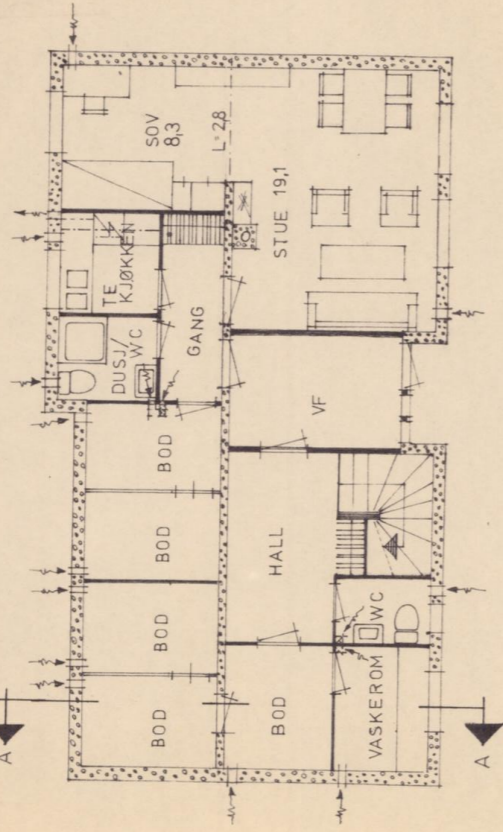 SOV
8,3
L=2,8
STUE 19,1
TE
KJØKKEN
DUSJ/
WC
GANG
VF
BOD
BOD
BOD
BOD
HALL
WC
BOD
VASKEROM
A
A